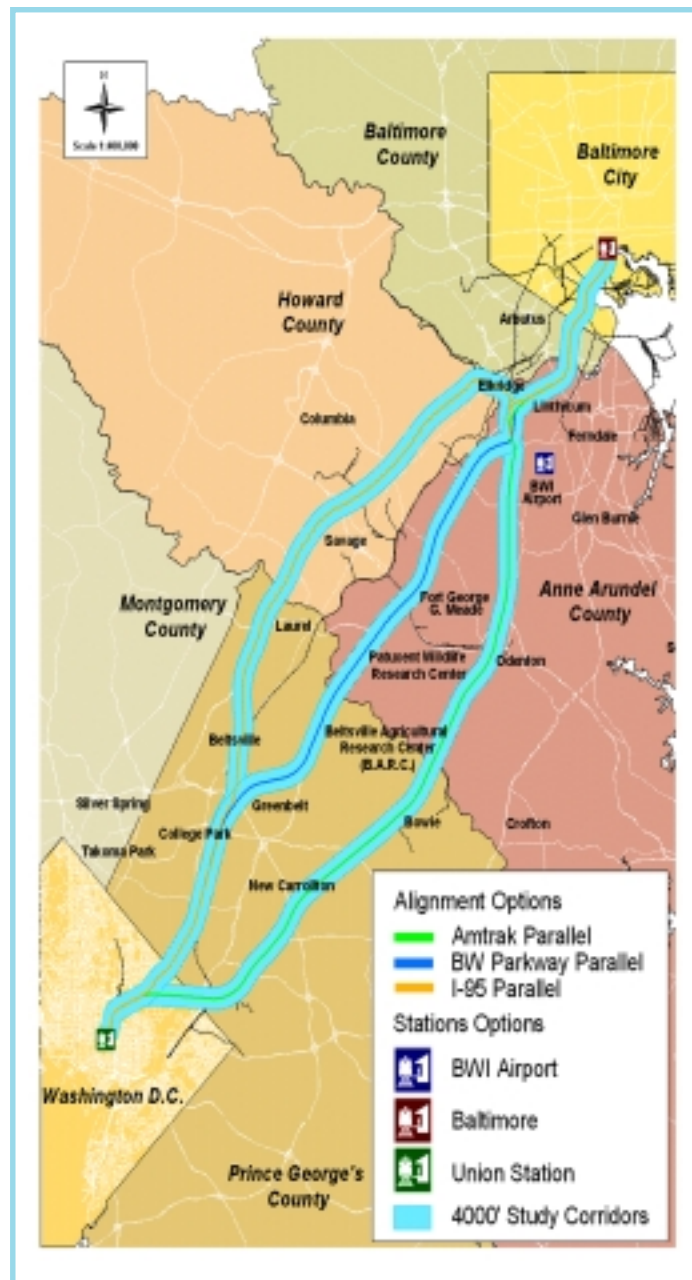 N
Scale 1:400,000
Baltimore
County
Baltimore
City
Howard
County
Arbutus
Elkridge
Linthicum
Columbia
Ferndale
BWI
Airport
Glen Burnie
Savage
Anne Arundel
County
Fort George
G. Meade
Montgomery
County
Laurel
Patuxent Wildlife
Research Center
Odenton
Beltsville
Beltsville Agricultural
Research Center
(B.A.R.C.)
Silver Spring
Greenbelt
College Park
Bowie
Crofton
Takoma Park
New Carrollton
Alignment Options
Amtrak Parallel
BW Parkway Parallel
I-95 Parallel
Stations Options
BWI Airport
Baltimore
Union Station
4000' Study Corridors
Washington D.C.
Prince George's
County